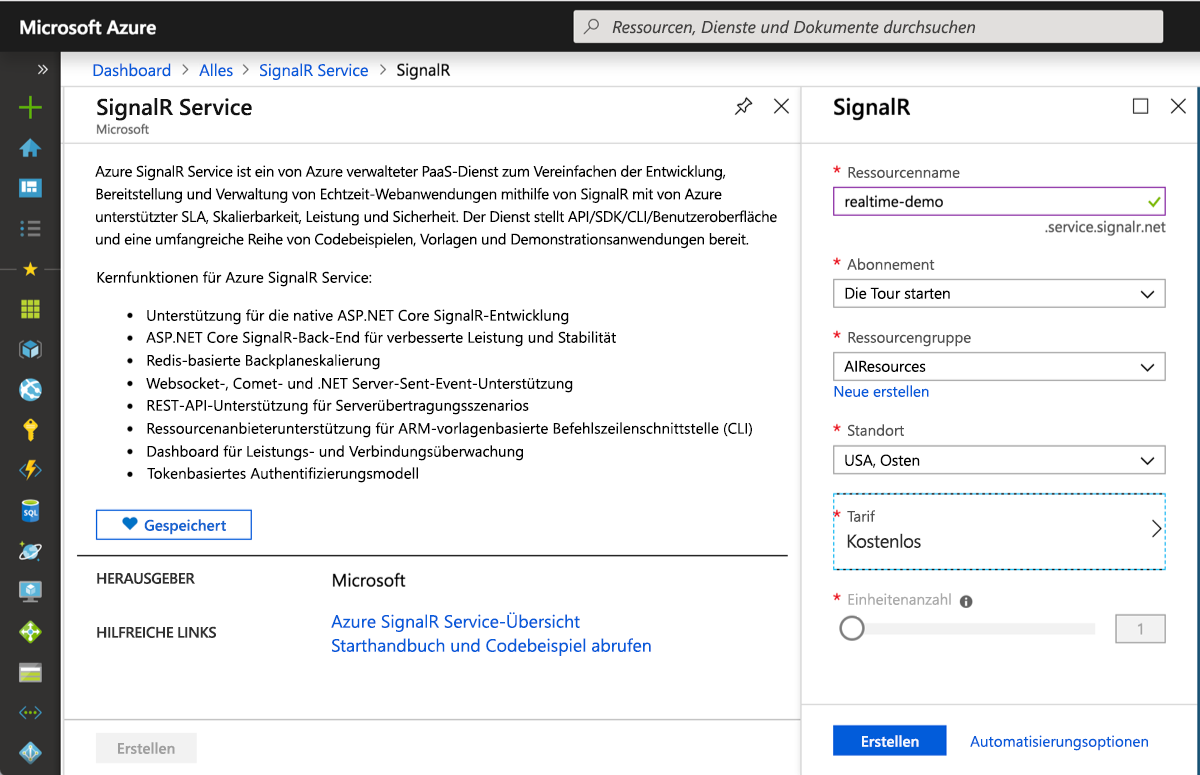 Microsoft Azure
Ressourcen, Dienste und Dokumente durchsuchen
Dashboard > Alles > SignalR Service > SignalR
SignalR Service
Microsoft
Azure SignalR Service ist ein von Azure verwalteter PaaS-Dienst zum Vereinfachen der Entwicklung,
Bereitstellung und Verwaltung von Echtzeit-Webanwendungen mithilfe von SignalR mit von Azure
unterstützter SLA, Skalierbarkeit, Leistung und Sicherheit. Der Dienst stellt API/SDK/CLI/Benutzeroberfläche
und eine umfangreiche Reihe von Codebeispielen, Vorlagen und Demonstrationsanwendungen bereit.
Kernfunktionen für Azure SignalR Service:
• Unterstützung für die native ASP.NET Core SignalR-Entwicklung
• ASP.NET Core SignalR-Back-End für verbesserte Leistung und Stabilität
• Redis-basierte Backplaneskalierung
• Websocket-, Comet- und .NET Server-Sent-Event-Unterstützung
• REST-API-Unterstützung für Serverübertragungsszenarios
• Ressourcenanbieterunterstützung für ARM-vorlagenbasierte Befehlszeilenschnittstelle (CLI)
• Dashboard für Leistungs- und Verbindungsüberwachung
• Tokenbasiertes Authentifizierungsmodell
Gespeichert
HERAUSGEBER
Microsoft
HILFREICHE LINKS
Azure SignalR Service-Übersicht
Starthandbuch und Codebeispiel abrufen
Erstellen
SignalR
* Ressourcenname
realtime-demo
.service.signalr.net
* Abonnement
Die Tour starten
* Ressourcengruppe
AIResources
Neue erstellen
* Standort
USA, Osten
* Tarif
Kostenlos
* Einheitenanzahl
1
Erstellen
Automatisierungsoptionen
SQL